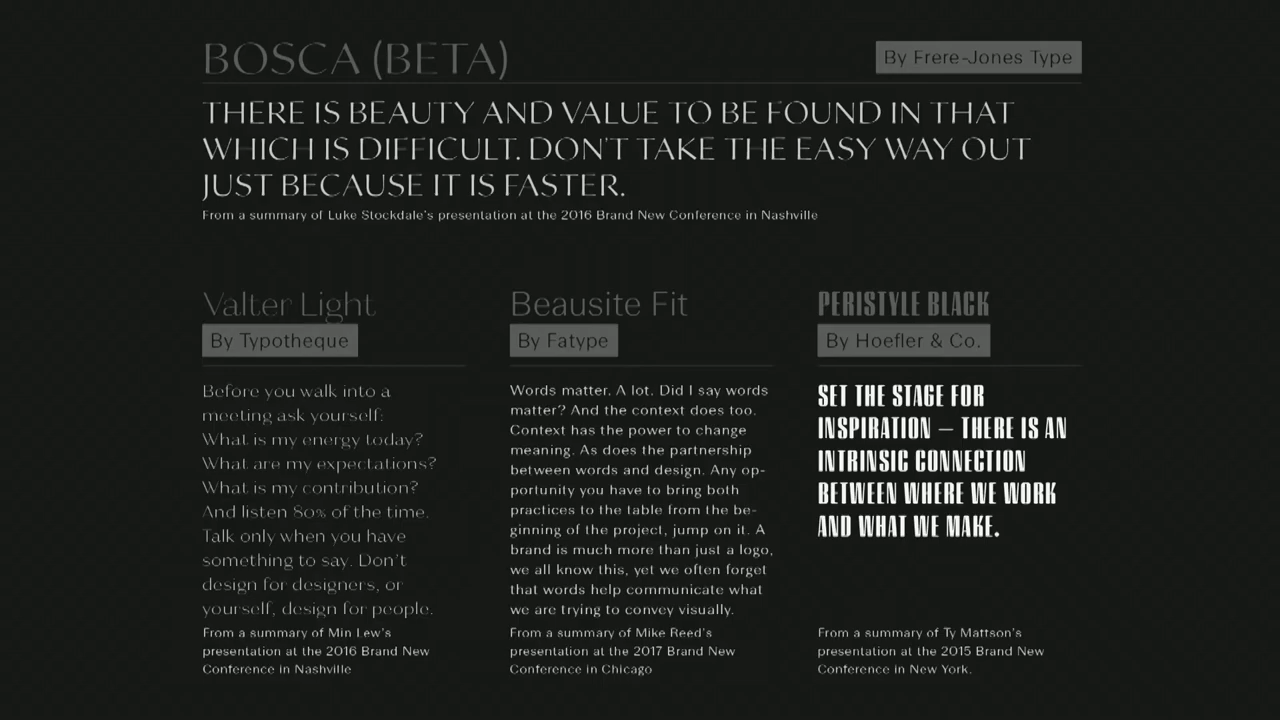 BOSCA (BETA)
By Frere-Jones Type
THERE IS BEAUTY AND VALUE TO BE FOUND IN THAT
WHICH IS DIFFICULT. DON'T TAKE THE EASY WAY OUT
JUST BECAUSE IT IS FASTER.
From a summary of Luke Stockdale's presentation at the 2016 Brand New Conference in Nashville
Valter Light
By Typotheque
Before you walk into a
meeting ask yourself:
What is my energy today?
What are my expectations?
What is my contribution?
And listen 80% of the time.
Talk only when you have
something to say. Don't
design for designers, or
yourself, design for people.
From a summary of Min Lew's
presentation at the 2016 Brand New
Conference in Nashville
Beausite Fit
By Fatype
Words matter. A lot. Did I say words
matter? And the context does too.
Context has the power to change
meaning. As does the partnership
between words and design. Any op-
portunity you have to bring both
practices to the table from the be-
ginning of the project, jump on it. A
brand is much more than just a logo,
we all know this, yet we often forget
that words help communicate what
we are trying to convey visually.
From a summary of Mike Reed's
presentation at the 2017 Brand New
Conference in Chicago
PERISTYLE BLACK
By Hoefler & Co.
SET THE STAGE FOR
INSPIRATION – THERE IS AN
INTRINSIC CONNECTION
BETWEEN WHERE WE WORK
AND WHAT WE MAKE.
From a summary of Ty Mattson's
presentation at the 2015 Brand New
Conference in New York.